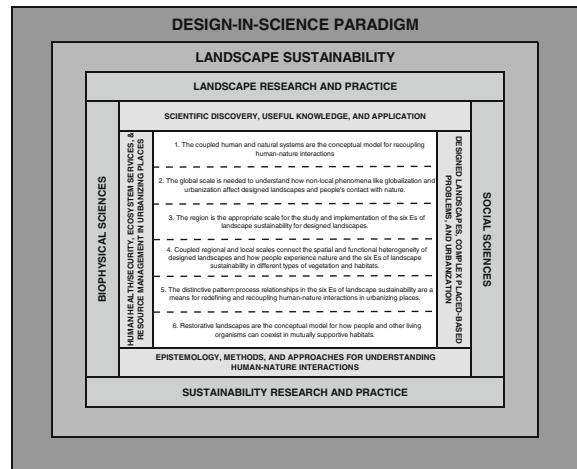 DESIGN-IN-SCIENCE PARADIGM
LANDSCAPE SUSTAINABILITY
LANDSCAPE RESEARCH AND PRACTICE
SCIENTIFIC DISCOVERY, USEFUL KNOWLEDGE, AND APPLICATION
BIOPHYSICAL SCIENCES
HUMAN HEALTH/SECURITY, ECOSYSTEM SERVICES, &
RESOURCE MANAGEMENT IN URBANIZING PLACES
1. The coupled human and natural systems are the conceptual model for recoupling
human-nature interactions
2. The global scale is needed to understand how non-local phenomena like globalization and
urbanization affect designed landscapes and people's contact with nature.
3. The region is the appropriate scale for the study and implementation of the six Es of
landscape sustainability for designed landscapes.
4. Coupled regional and local scales connect the spatial and functional heterogeneity of
designed landscapes and how people experience nature and the six Es of landscape
sustainability in different types of vegetation and habitats.
5. The distinctive pattern:process relationships in the six Es of landscape sustainability are a
means for redefining and recoupling human-nature interactions in urbanizing places.
6. Restorative landscapes are the conceptual model for how people and other living
organisms can coexist in mutually supportive habitats.
DESIGNED LANDSCAPES, COMPLEX PLACED-BASED
PROBLEMS, AND URBANIZATION
SOCIAL SCIENCES
EPISTEMOLOGY, METHODS, AND APPROACHES FOR UNDERSTANDING
HUMAN-NATURE INTERACTIONS
SUSTAINABILITY RESEARCH AND PRACTICE